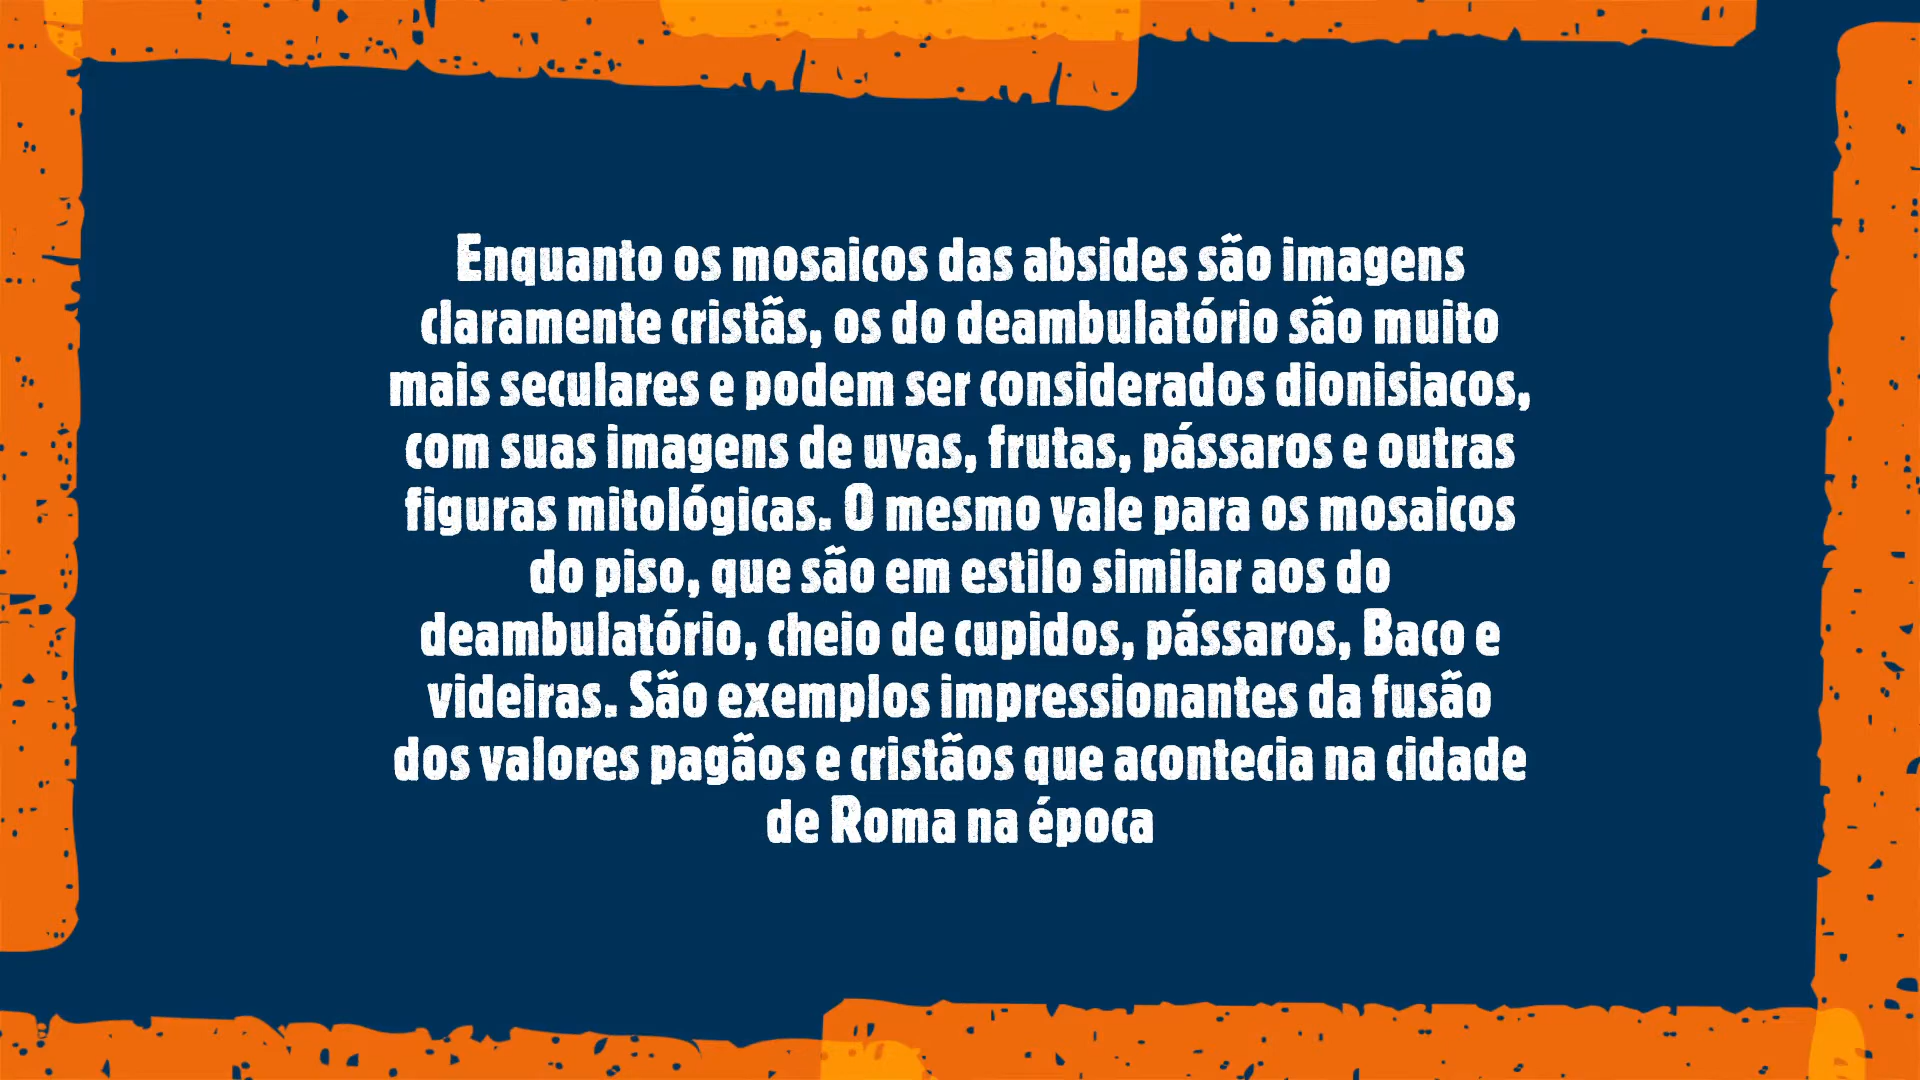 Enquanto os mosaicos das absides são imagens
claramente cristãs, os do deambulatório são muito
mais seculares e podem ser considerados dionisiacos,
com suas imagens de uvas, frutas, pássaros e outras
figuras mitológicas. O mesmo vale para os mosaicos
do piso, que são em estilo similar aos do
deambulatório, cheio de cupidos, pássaros, Baco e
videiras. São exemplos impressionantes da fusão
dos valores pagãos e cristãos que acontecia na cidade
de Roma na época